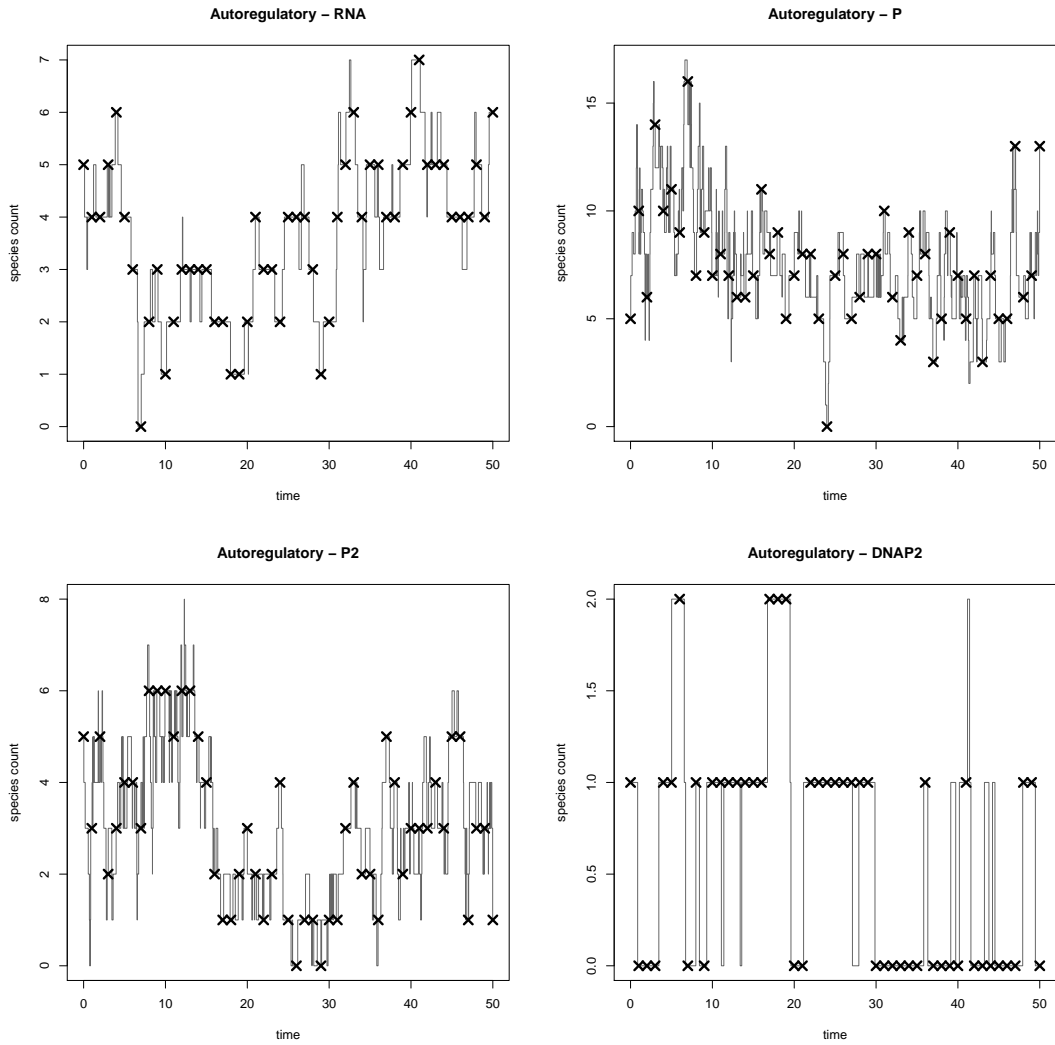 Autoregulatory − RNA
species count
7
6
5
4
3
2
1
0
0 10 20 30 40 50
time
Autoregulatory − P
species count
15
10
5
0
0 10 20 30 40 50
time
Autoregulatory − P2
species count
8
6
4
2
0
0 10 20 30 40 50
time
Autoregulatory − DNAP2
species count
2.0
1.5
1.0
0.5
0.0
0 10 20 30 40 50
time